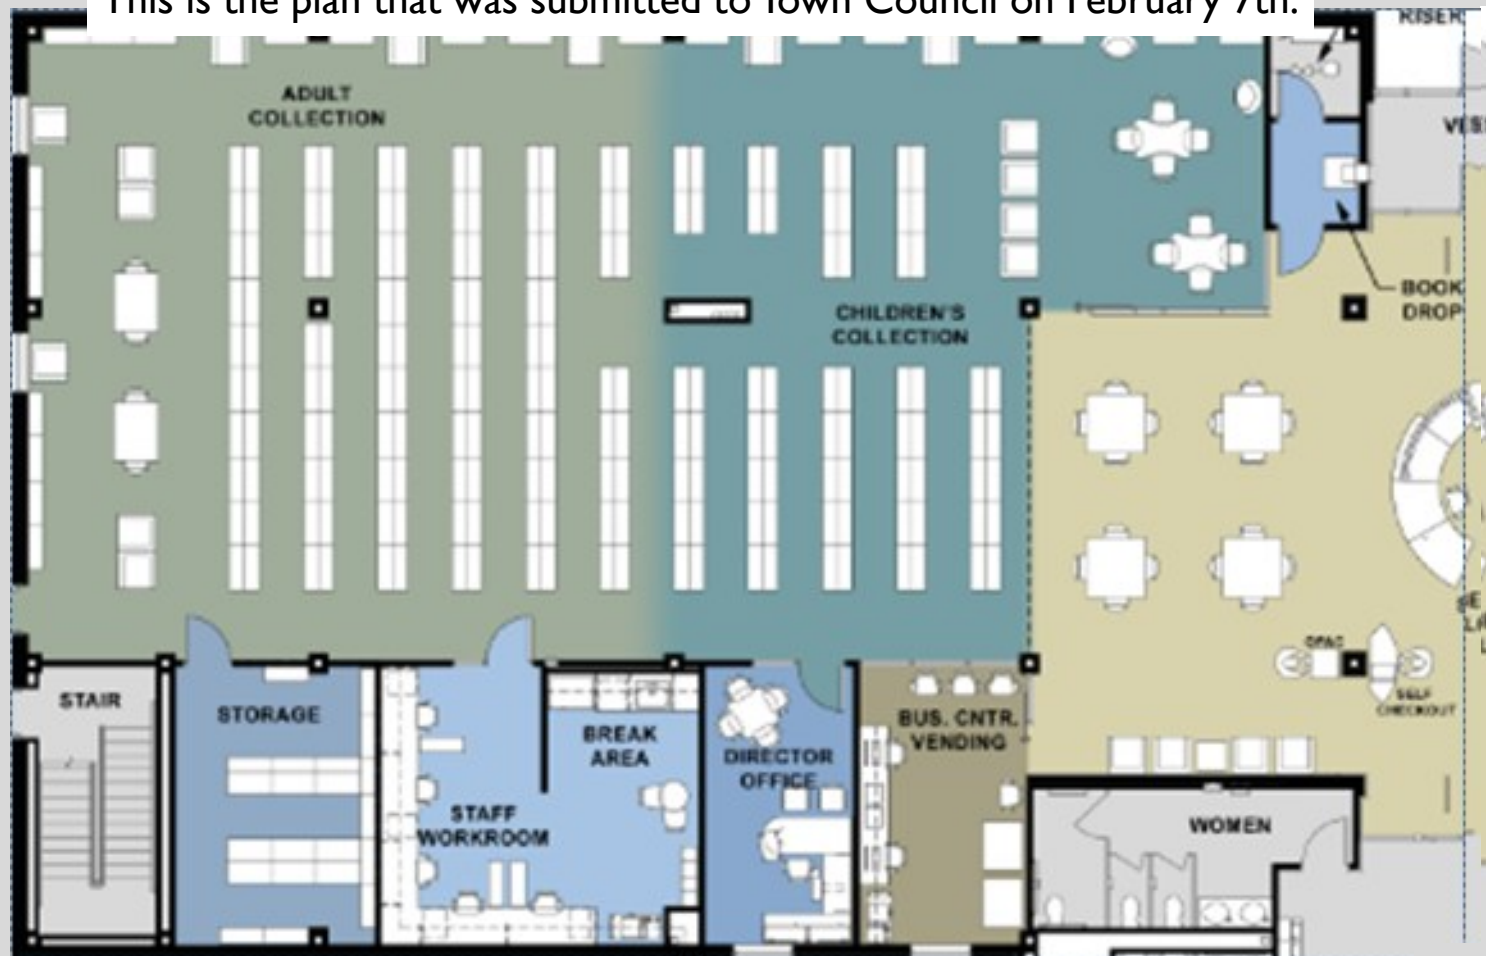 This is the plan that was submitted to Town Council on February 7th.
RISER
ADULT
COLLECTION
CHILDREN'S
COLLECTION
BOOK
DROP
OPAC
SELF
CHECKOUT
STAIR
STORAGE
BREAK
AREA
STAFF
WORKROOM
DIRECTOR
OFFICE
BUS. CNTR.
VENDING
WOMEN